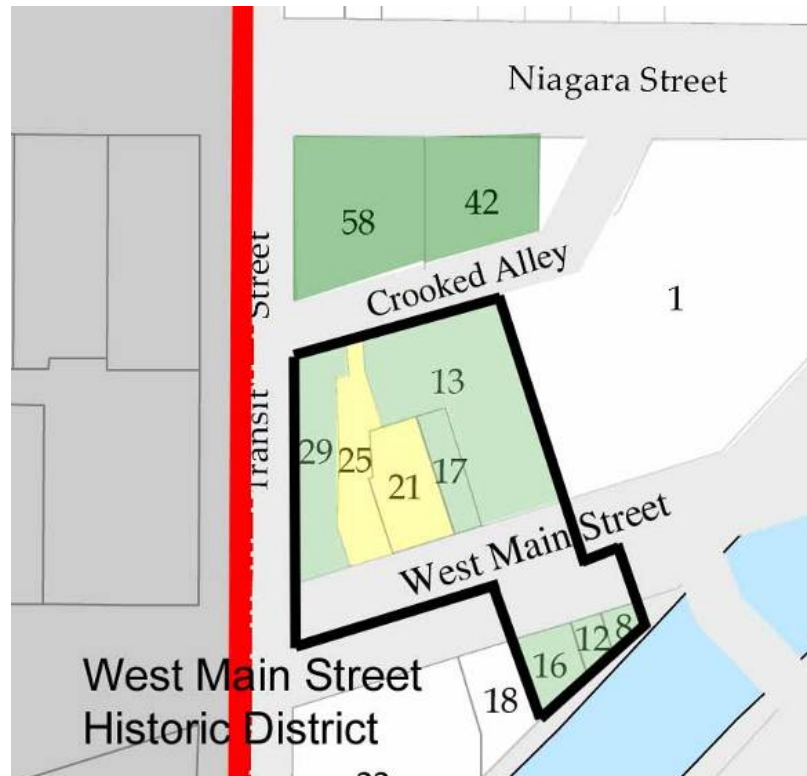 Niagara Street
58
42
Crooked Alley
1
Transit Street
13
29
25
17
21
West Main Street
8
12
16
18
West Main Street
Historic District